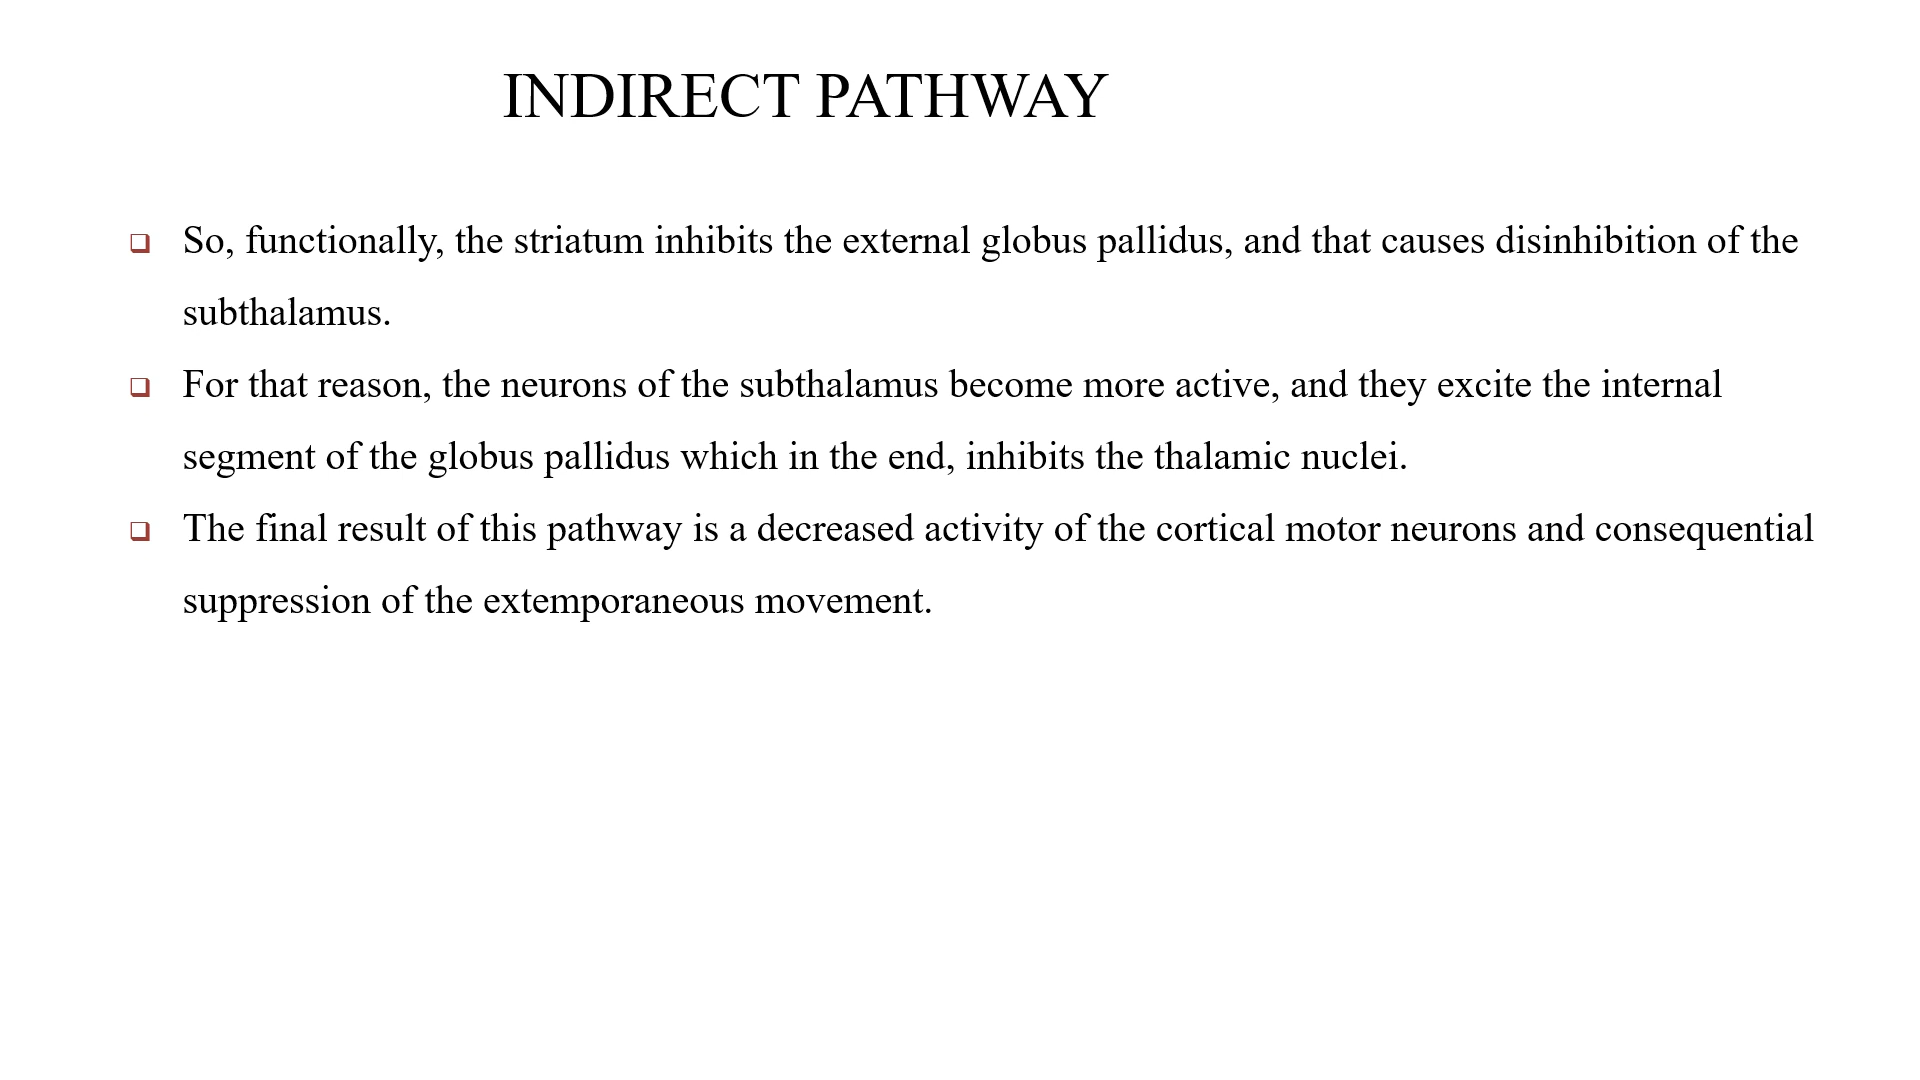 INDIRECT PATHWAY
So, functionally, the striatum inhibits the external globus pallidus, and that causes disinhibition of the
subthalamus.
For that reason, the neurons of the subthalamus become more active, and they excite the internal
segment of the globus pallidus which in the end, inhibits the thalamic nuclei.
The final result of this pathway is a decreased activity of the cortical motor neurons and consequential
suppression of the extemporaneous movement.